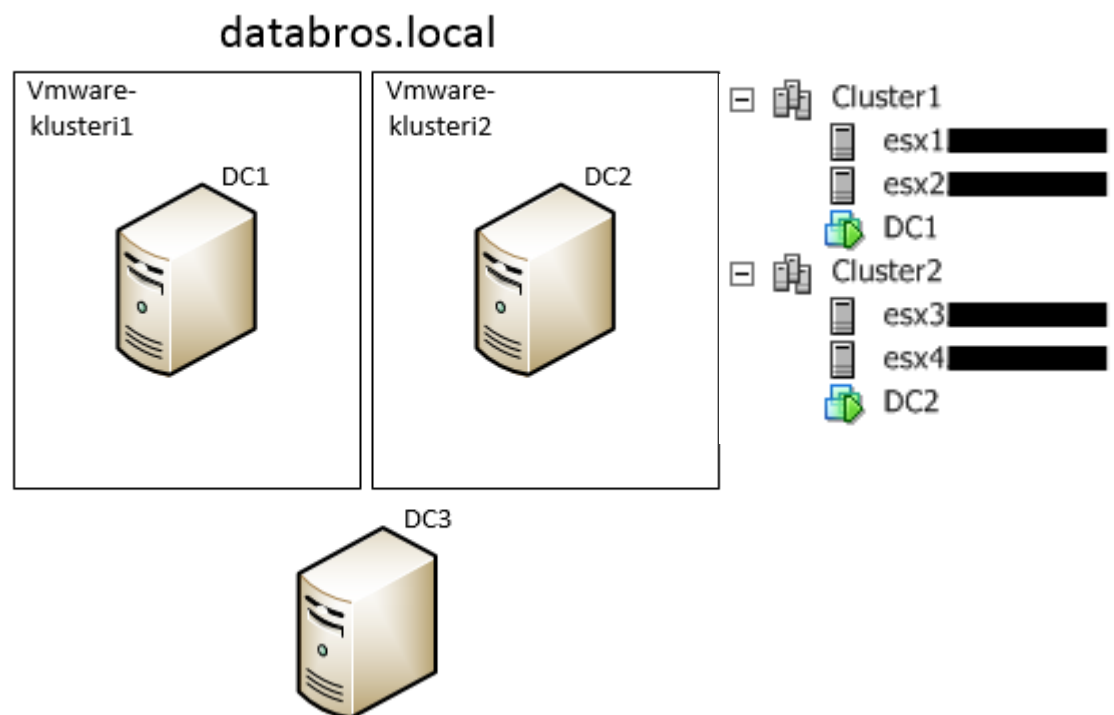 databros.local
Vmware-
klusteri1
DC1
Vmware-
klusteri2
DC2
Cluster1
esx1
esx2
DC1
Cluster2
esx3
esx4
DC2
DC3